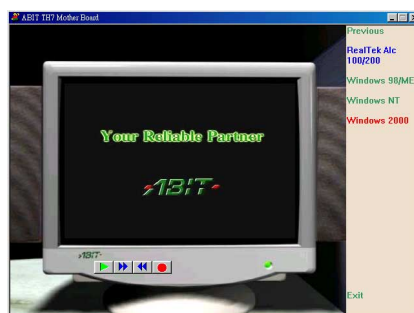 ABIT TH7 Mother Board
Previous
RealTek Alc
100/200
Windows 98/ME
Windows NT
Windows 2000
Your Reliable Partner
ABIT
ABIT
Exit